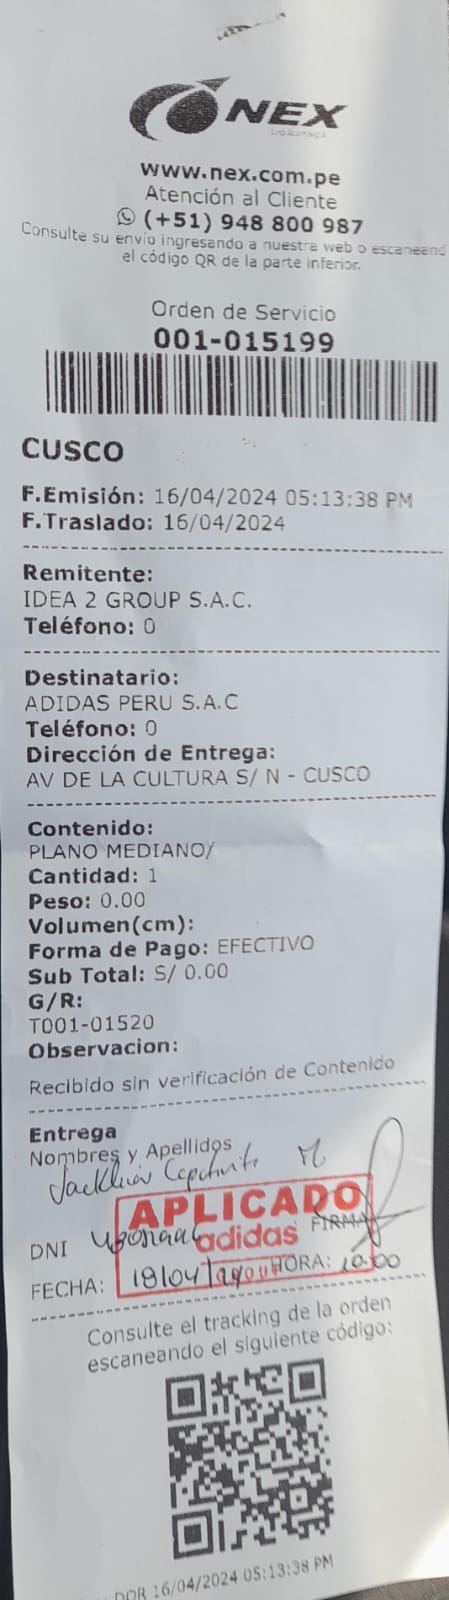 NEX
www.nex.com.pe
Atención al Cliente
(+51) 948 800 987
Consulte su envio ingresando a nuestra web o escaneand
el código QR de la parte inferior.
Orden de Servicio
001-015199
CUSCO
F.Emisión: 16/04/2024 05:13:38 PM
F.Traslado: 16/04/2024
Remitente:
IDEA 2 GROUP S.A.C.
Teléfono: 0
Destinatario:
ADIDAS PERU S.A.C
Teléfono: 0
Dirección de Entrega:
AV DE LA CULTURA S/ N - CUSCO
Contenido:
PLANO MEDIANO/
Cantidad: 1
Peso: 0.00
Volumen(cm):
Forma de Pago: EFECTIVO
Sub Total: S/ 0.00
G/R:
T001-01520
Observacion:
Recibido sin verificación de Contenido
Entrega
Nombres y Apellidos
APLICADO
adidas
FIRMA
DNI
FECHA: 18/04/ HORA: 10:00
Consulte el tracking de la orden
escaneando el siguiente código:
DOR 16/04/2024 05:13:38 PM